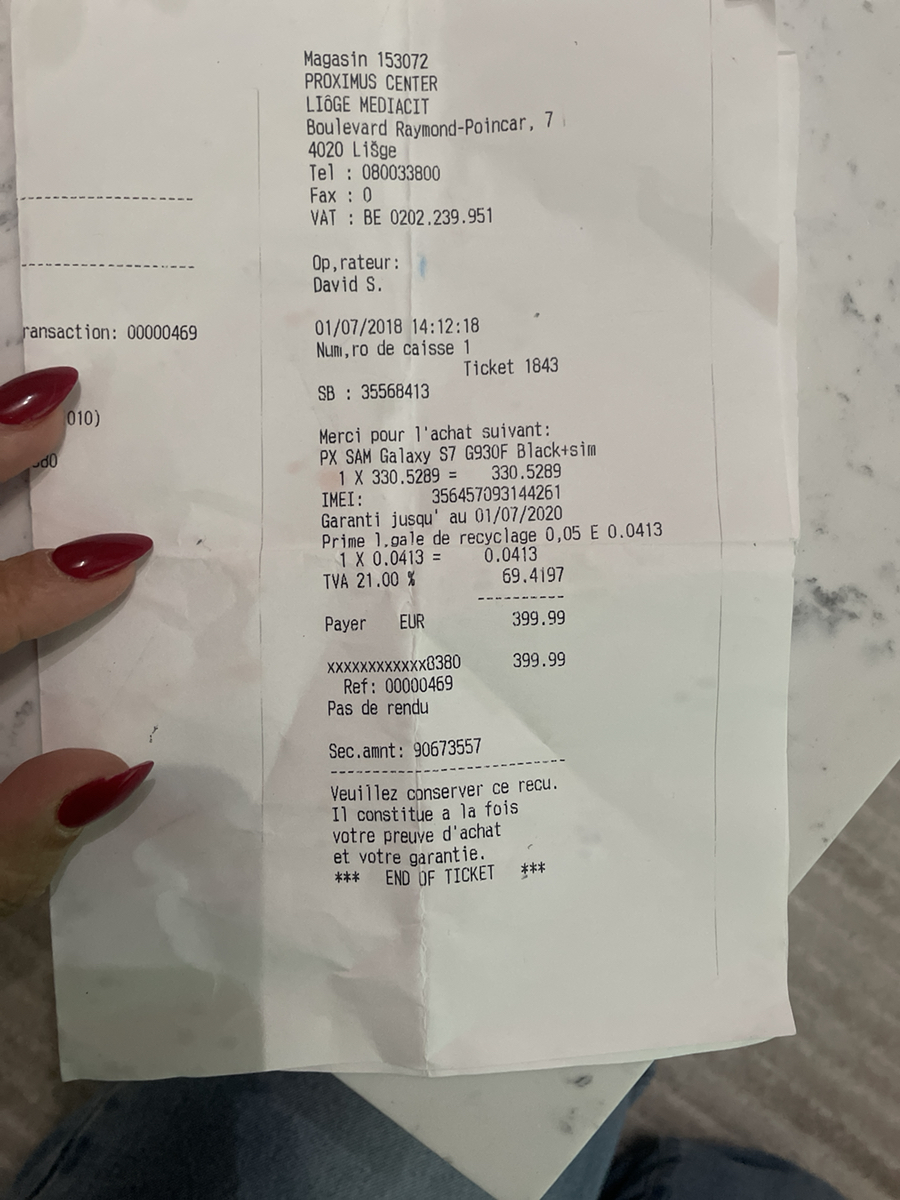 Magasin 153072
PROXIMUS CENTER
LIôGE MEDIACIT
Boulevard Raymond-Poincar, 7
4020 LiŠge
Tel : 080033800
Fax : 0
VAT : BE 0202.239.951
Op,rateur:
David S.
01/07/2018 14:12:18
Num,ro de caisse 1
Ticket 1843
SB : 35568413
Merci pour l'achat suivant:
PX SAM Galaxy S7 G930F Black+sim
1 X 330.5289 = 330.5289
IMEI: 356457093144261
Garanti jusqu' au 01/07/2020
Prime l.gale de recyclage 0,05 E 0.0413
1 X 0.0413 = 0.0413
TVA 21.00 % 69.4197
----------
Payer EUR 399.99
xxxxxxxxxxxx0380 399.99
Ref: 00000469
Pas de rendu
Sec.amnt: 90673557
---------------------------
Veuillez conserver ce recu.
Il constitue a la fois
votre preuve d'achat
et votre garantie.
*** END OF TICKET ***
ransaction: 00000469
010)
380